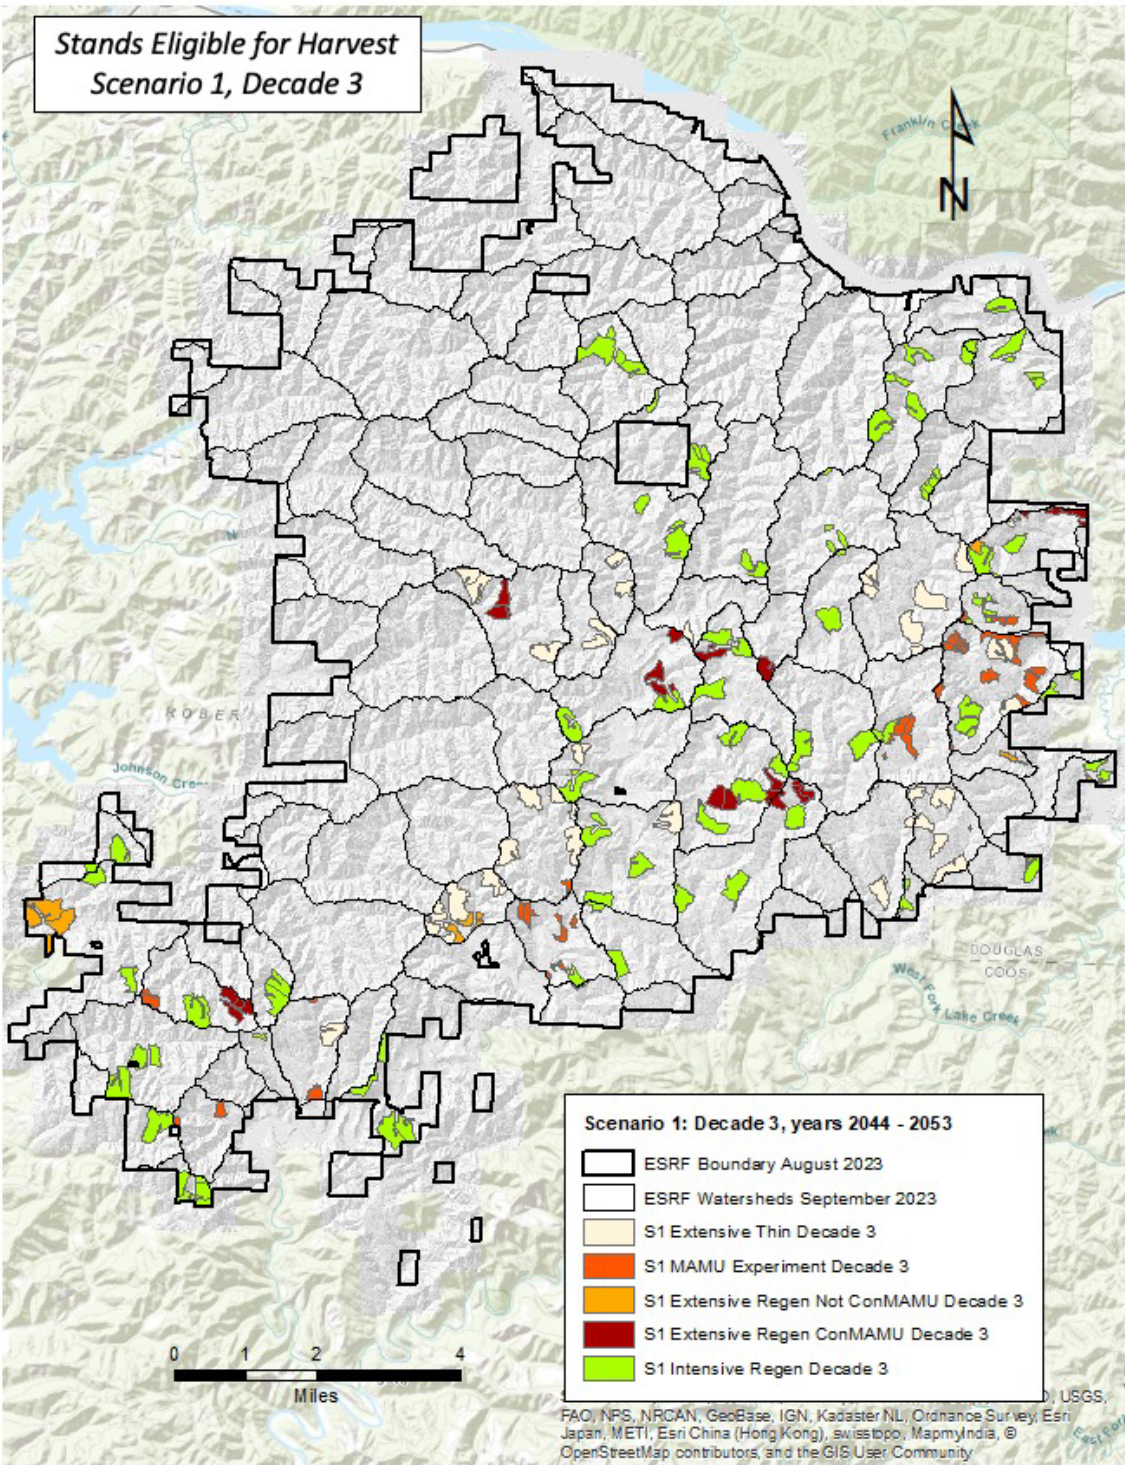 Stands Eligible for Harvest
Scenario 1, Decade 3
Franklin Creek
N
ROBER
Johnson Cre
DOUGLAS
COOS
West Fork Lake Creek
Scenario 1: Decade 3, years 2044 - 2053
ESRF Boundary August 2023
ESRF Watersheds September 2023
S1 Extensive Thin Decade 3
S1 MAMU Experiment Decade 3
S1 Extensive Regen Not ConMAMU Decade 3
S1 Extensive Regen ConMAMU Decade 3
S1 Intensive Regen Decade 3
0 1 2 4
Miles
USGS,
FAO, NPS, NRCAN, GeoBase, IGN, Kadaster NL, Ordnance Survey, Esri
Japan, METI, Esri China (Hong Kong), swisstopo, MapmyIndia, ©
OpenStreetMap contributors, and the GIS User Community
East For